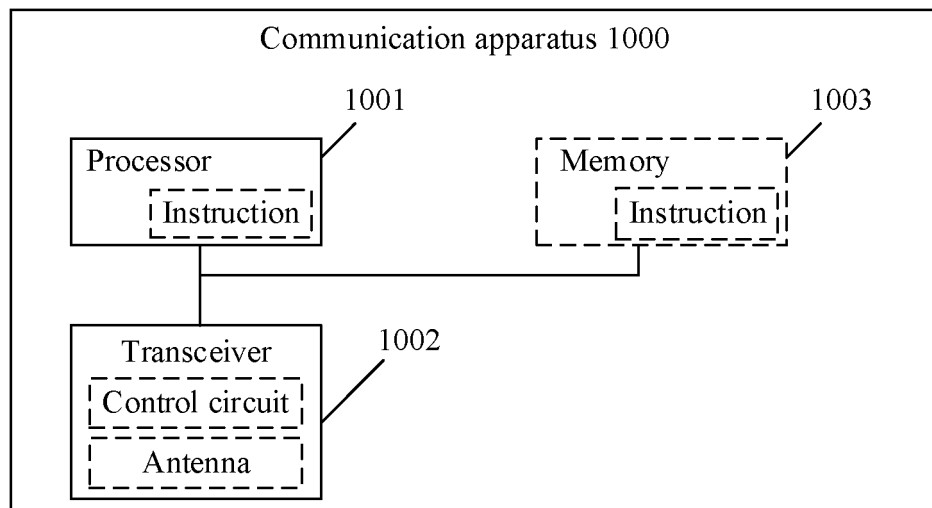 Communication apparatus 1000
1001
1003
Processor
Instruction
Memory
Instruction
1002
Transceiver
Control circuit
Antenna